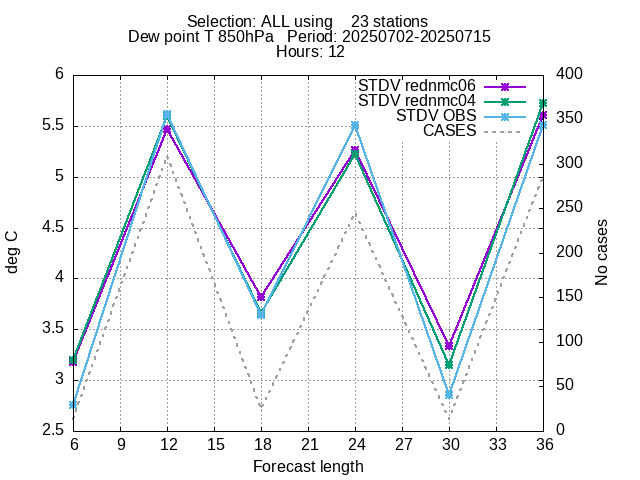 Selection: ALL using    23 stations
Dew point T 850hPa   Period: 20250702-20250715
Hours: 12
STDV rednmc06
STDV rednmc04
STDV OBS
CASES
6
5.5
5
4.5
4
3.5
3
2.5
400
350
300
250
200
150
100
50
0
deg C
No cases
6 9 12 15 18 21 24 27 30 33 36
Forecast length